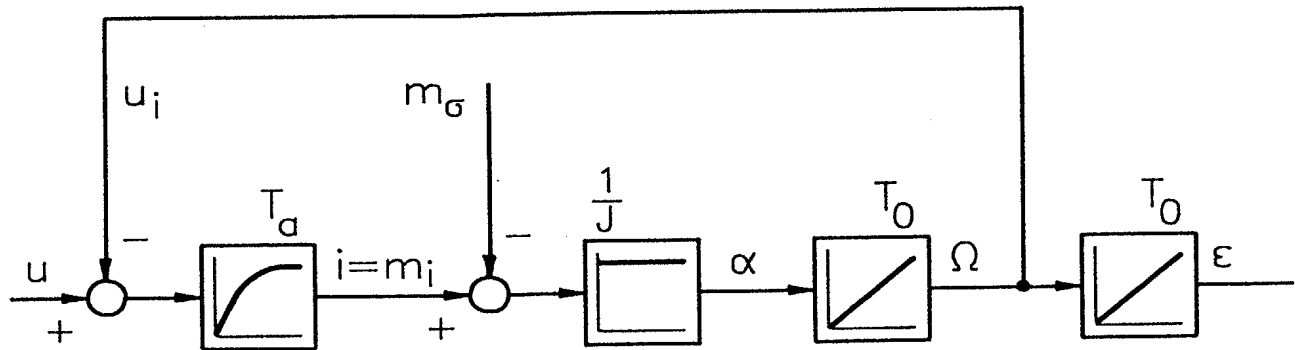 u_i
m_σ
T_a
1/J
T_0
T_0
u
i=m_i
α
Ω
ε
−
−
+
+